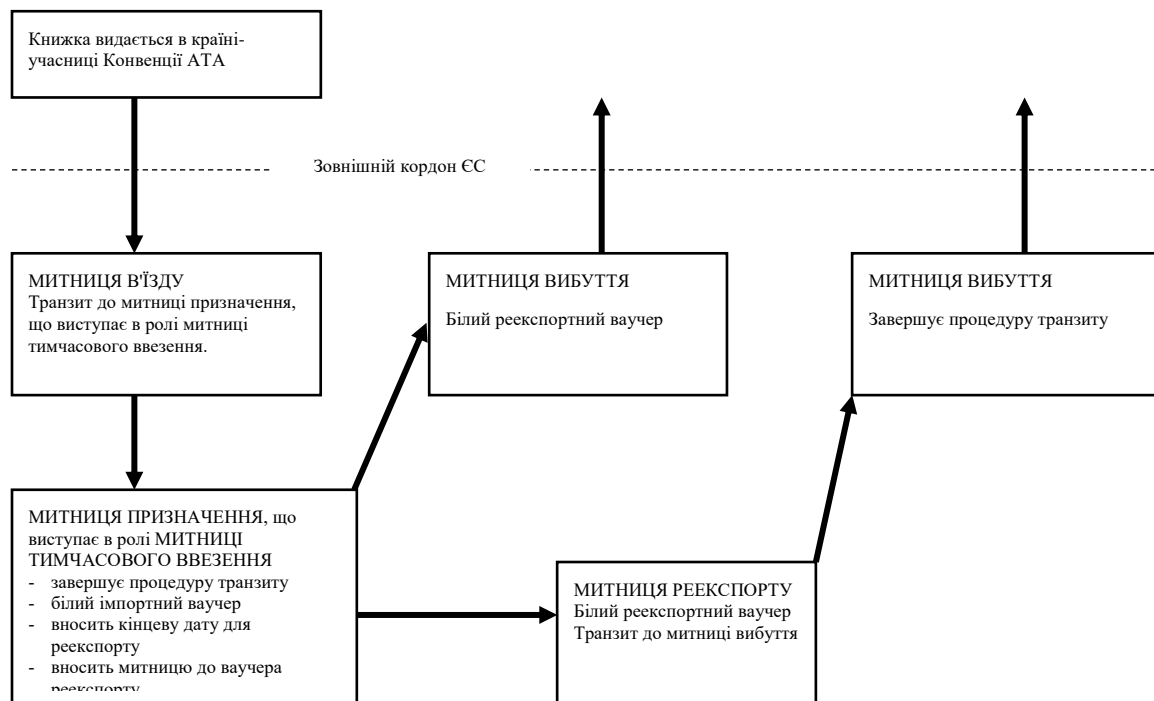 Книжка видається в країні-
учасниці Конвенції АТА
Зовнішній кордон ЄС
МИТНИЦЯ В'ЇЗДУ
Транзит до митниці призначення,
що виступає в ролі митниці
тимчасового ввезення.
МИТНИЦЯ ВИБУТТЯ
Білий реекспортний ваучер
МИТНИЦЯ ВИБУТТЯ
Завершує процедуру транзиту
МИТНИЦЯ ПРИЗНАЧЕННЯ, що
виступає в ролі МИТНИЦІ
ТИМЧАСОВОГО ВВЕЗЕННЯ
- завершує процедуру транзиту
- білий імпортний ваучер
- вносить кінцеву дату для
реекспорту
- вносить митницю до ваучера
реекспорту
МИТНИЦЯ РЕЕКСПОРТУ
Білий реекспортний ваучер
Транзит до митниці вибуття